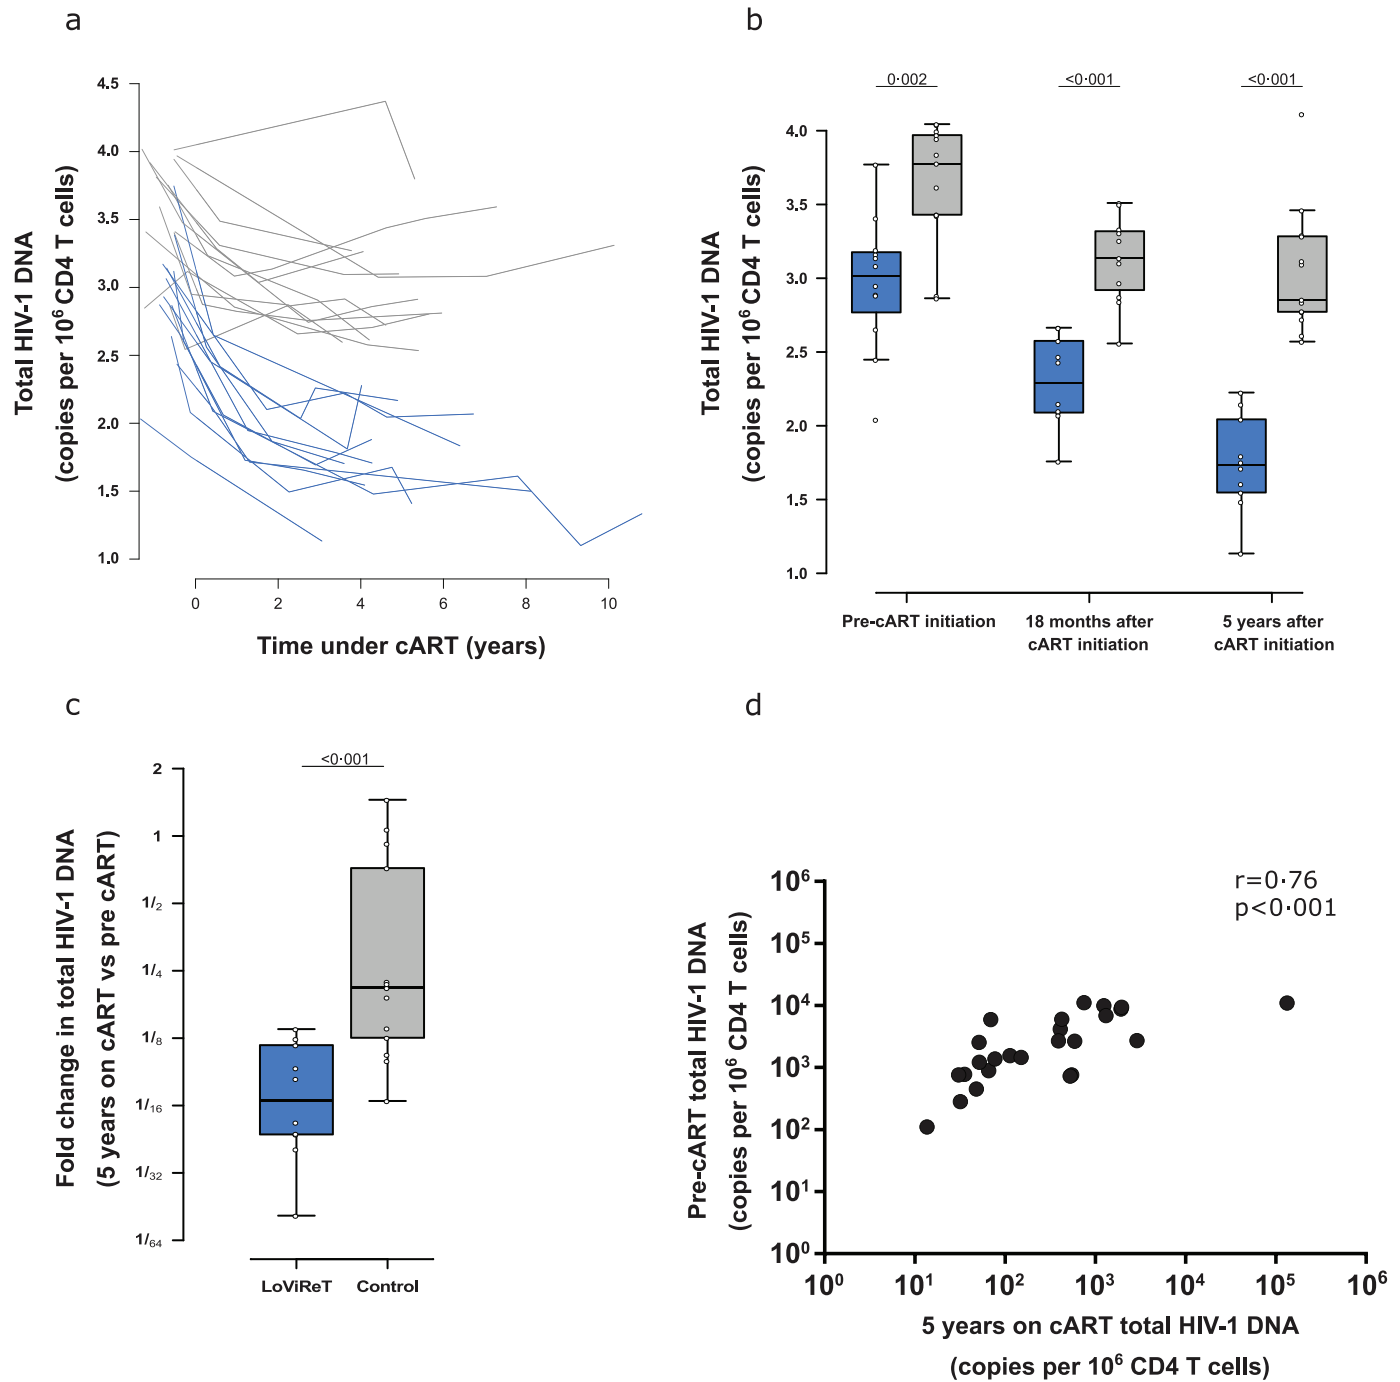 a
Total HIV-1 DNA
(copies per 10⁶ CD4 T cells)
4.5
4.0
3.5
3.0
2.5
2.0
1.5
1.0
0 2 4 6 8 10
Time under cART (years)
b
Total HIV-1 DNA
(copies per 10⁶ CD4 T cells)
0·002 <0·001 <0·001
4.0
3.5
3.0
2.5
2.0
1.5
1.0
Pre-cART initiation
18 months after
cART initiation
5 years after
cART initiation
c
Fold change in total HIV-1 DNA
(5 years on cART vs pre cART)
<0·001
2
1
1/2
1/4
1/8
1/16
1/32
1/64
LoViReT Control
d
Pre-cART total HIV-1 DNA
(copies per 10⁶ CD4 T cells)
r=0·76
p<0·001
10⁶
10⁵
10⁴
10³
10²
10¹
10⁰
10⁰ 10¹ 10² 10³ 10⁴ 10⁵ 10⁶
5 years on cART total HIV-1 DNA
(copies per 10⁶ CD4 T cells)